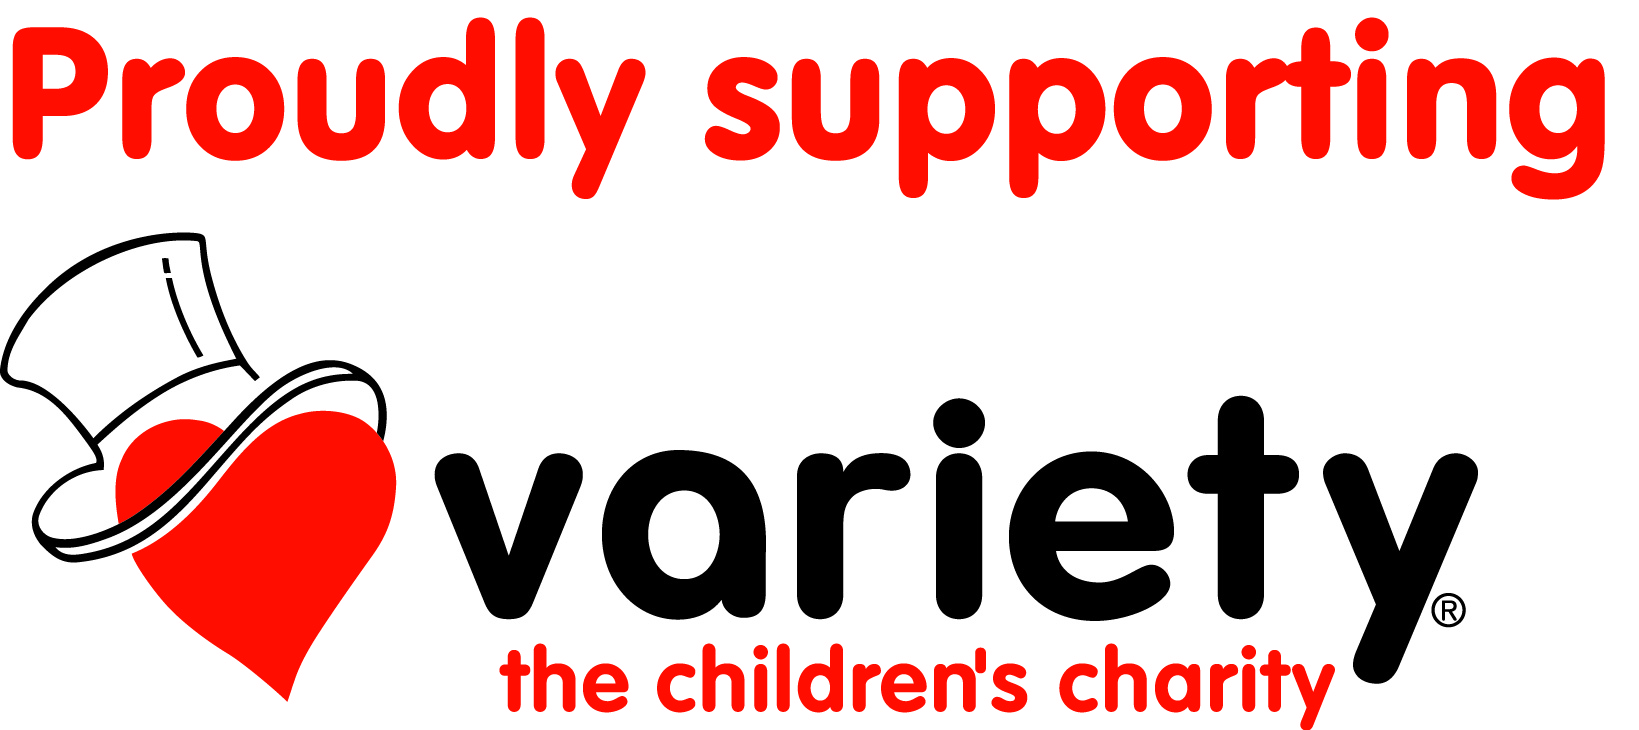 Proudly supporting
variety®
the children's charity